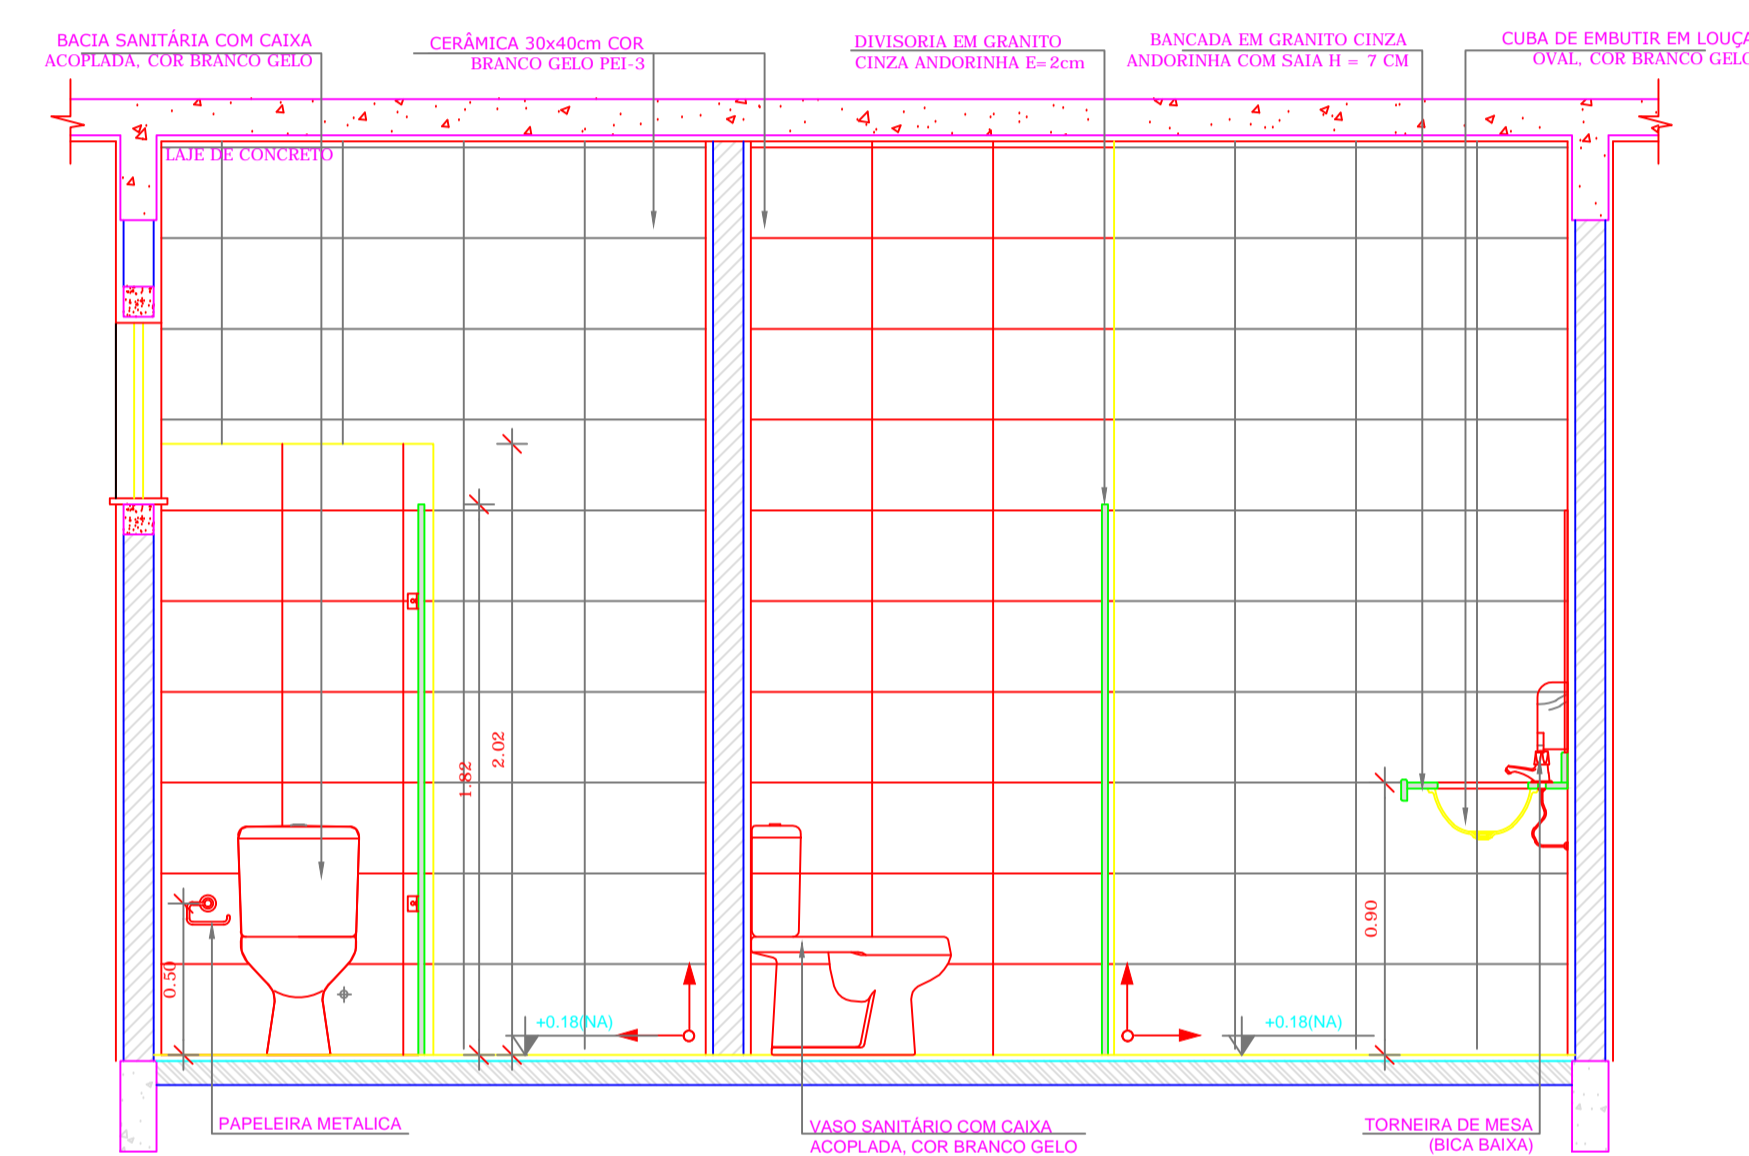 BACIA SANITÁRIA COM CAIXA
ACOPLADA, COR BRANCO GELO
CERÂMICA 30x40cm COR
BRANCO GELO PEI-3
DIVISORIA EM GRANITO
CINZA ANDORINHA E=2cm
BANCADA EM GRANITO CINZA
ANDORINHA COM SAIA H = 7 CM
CUBA DE EMBUTIR EM LOUÇA
OVAL, COR BRANCO GELO
LAJE DE CONCRETO
2.02
1.82
0.90
0.50
+0.18(NA)
+0.18(NA)
PAPELEIRA METALICA
VASO SANITÁRIO COM CAIXA
ACOPLADA, COR BRANCO GELO
TORNEIRA DE MESA
(BICA BAIXA)